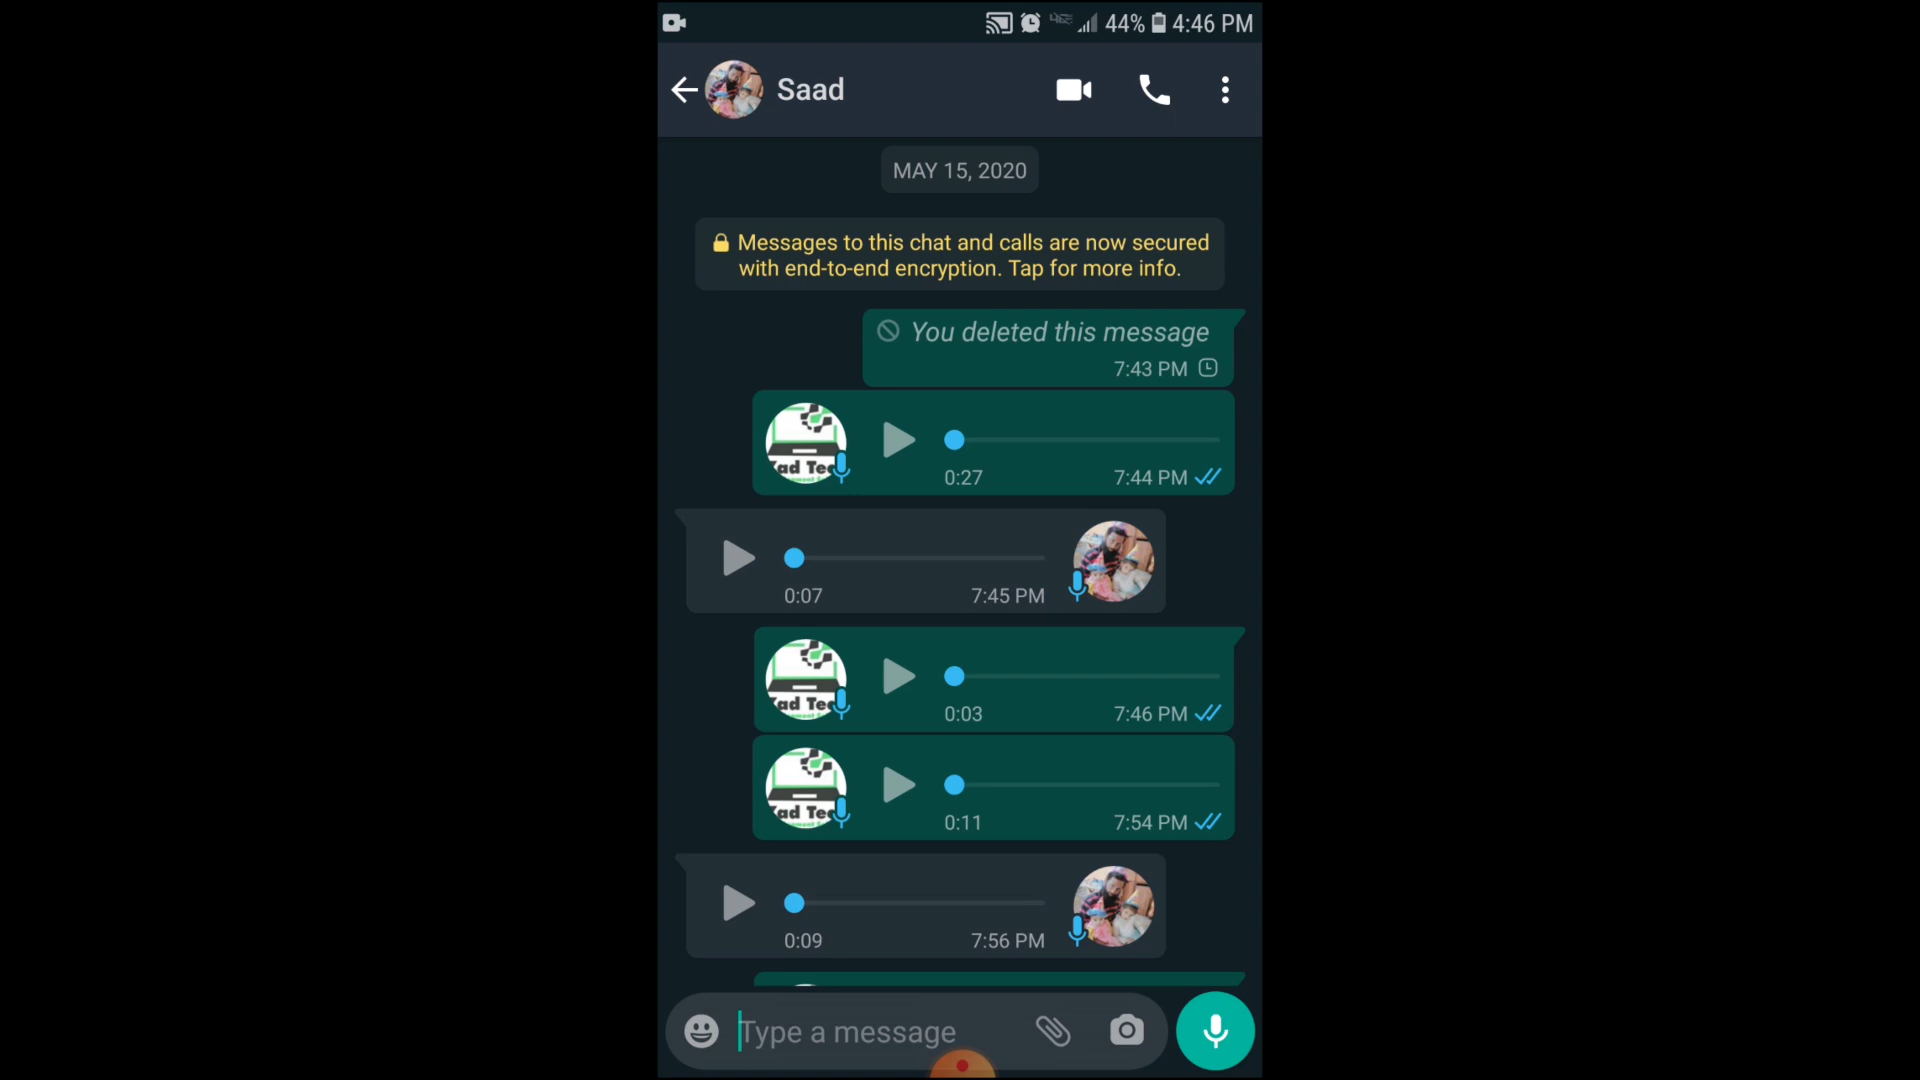 44% 4:46 PM
Saad
MAY 15, 2020
Messages to this chat and calls are now secured
with end-to-end encryption. Tap for more info.
You deleted this message
7:43 PM
0:27 7:44 PM
0:07 7:45 PM
0:03 7:46 PM
0:11 7:54 PM
0:09 7:56 PM
Type a message